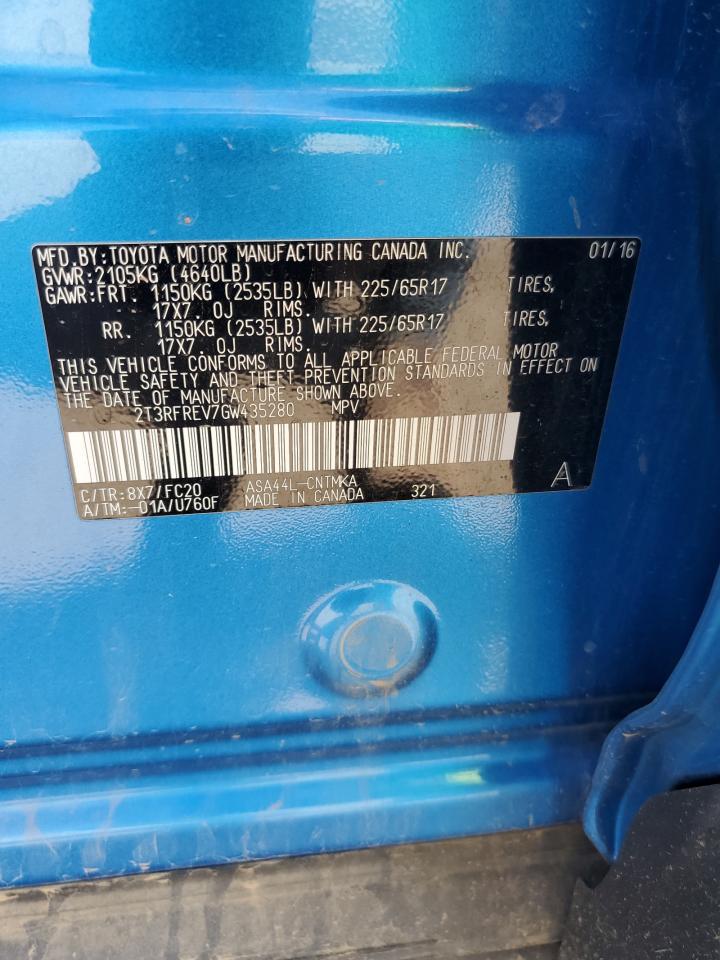 MFD. BY: TOYOTA MOTOR MANUFACTURING CANADA INC. 01/16
GVWR: 2105KG (4640LB)
GAWR: FRT. 1150KG (2535LB) WITH 225/65R17 TIRES,
17X7. 0J RIMS.
RR. 1150KG (2535LB) WITH 225/65R17 TIRES,
17X7. 0J RIMS.
THIS VEHICLE CONFORMS TO ALL APPLICABLE FEDERAL MOTOR
VEHICLE SAFETY AND THEFT PREVENTION STANDARDS IN EFFECT ON
THE DATE OF MANUFACTURE SHOWN ABOVE.
2T3RFREV7GW435280 MPV
C/TR: 8X7/FC20 ASA44L-CNTMKA
A/TM: -01A/U760F MADE IN CANADA 321 A